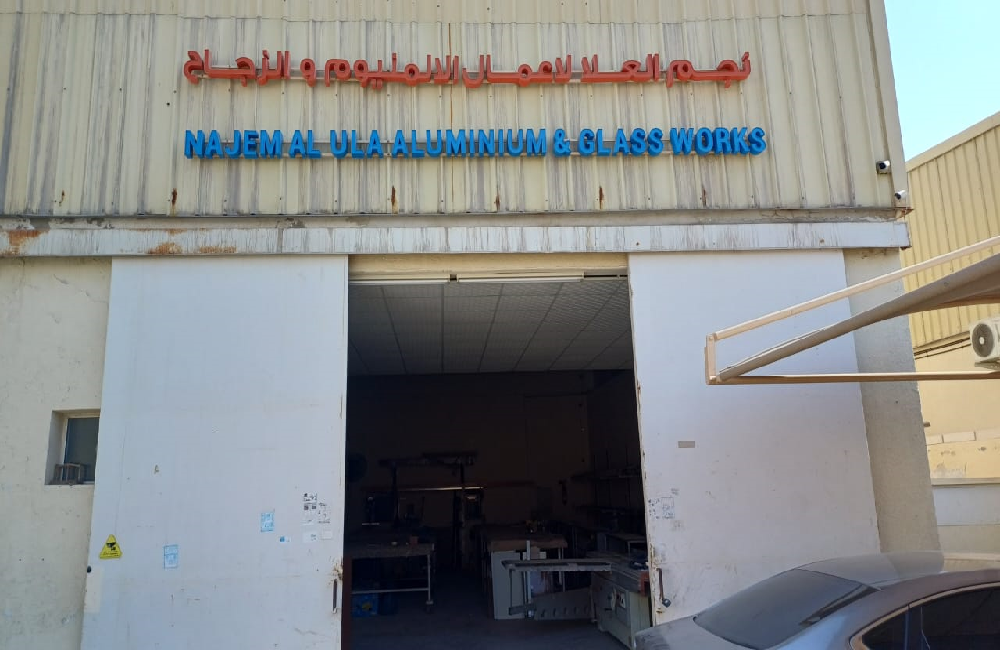 نجم العلا لاعمال الالمنيوم و الزجاج
NAJEM AL ULA ALUMINIUM & GLASS WORKS